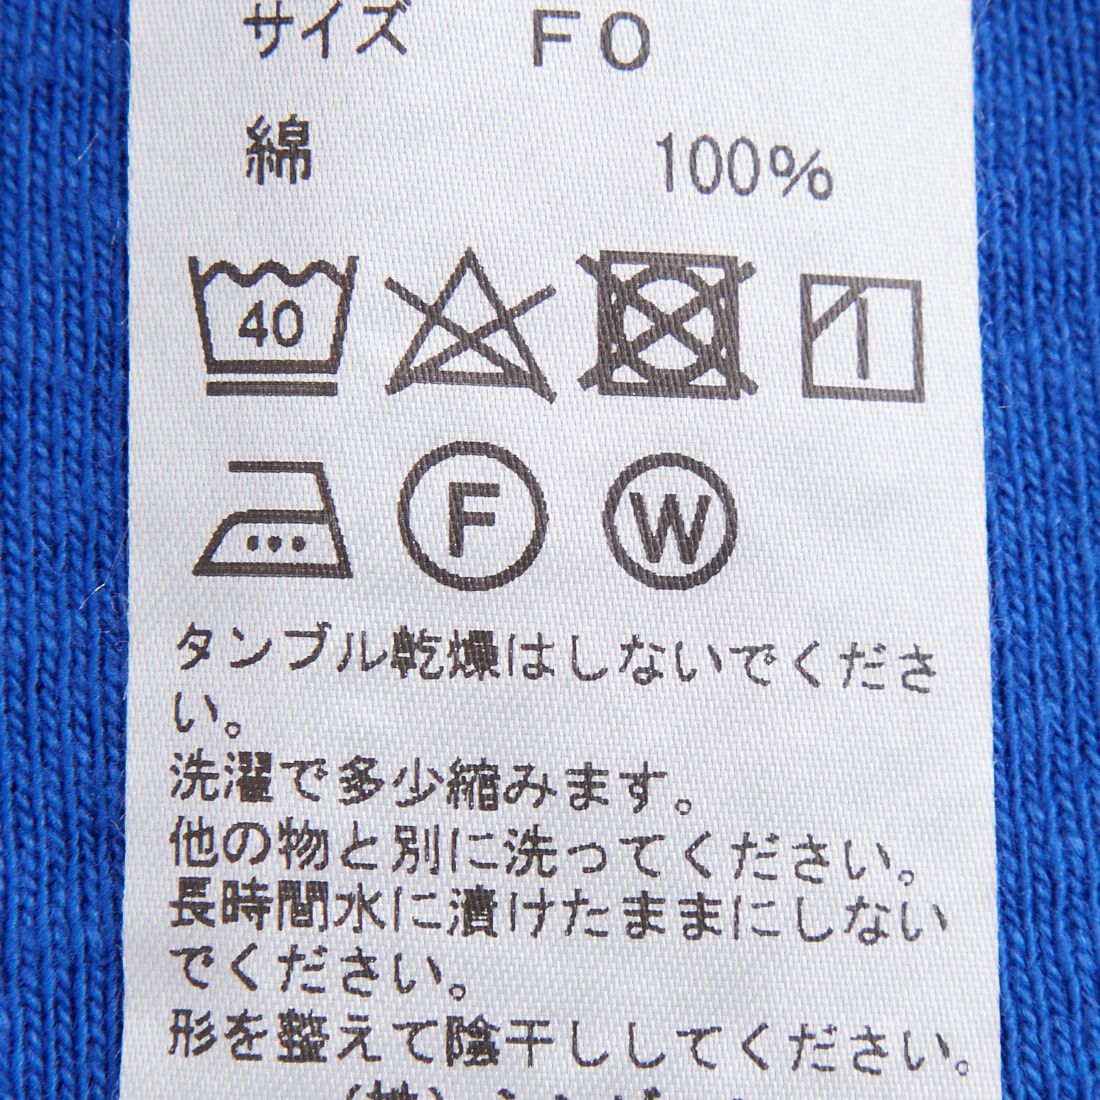 サイズ FO
綿 100%
40
F W
タンブル乾燥はしないでくださ
い。
洗濯で多少縮みます。
他の物と別に洗ってください。
長時間水に漬けたままにしない
でください。
形を整えて陰干ししてください。